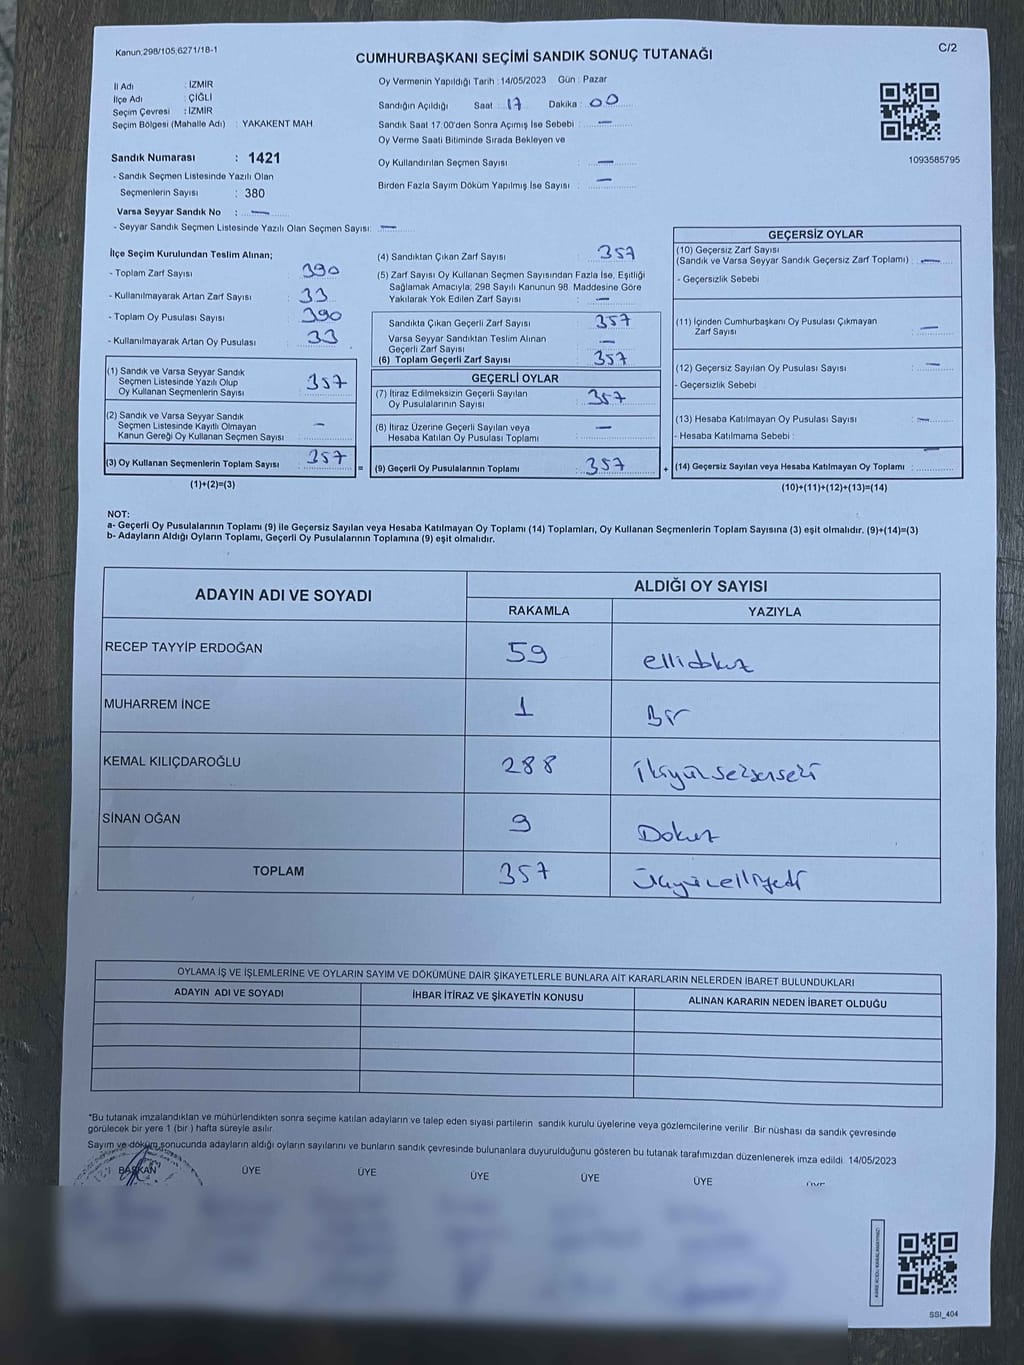 Kanun,298/105,6271/18-1
C/2
CUMHURBAŞKANI SEÇİMİ SANDIK SONUÇ TUTANAĞI
İl Adı : İZMİR
İlçe Adı : ÇİĞLİ
Seçim Çevresi : İZMİR
Seçim Bölgesi (Mahalle Adı) : YAKAKENT MAH
Sandık Numarası : 1421
- Sandık Seçmen Listesinde Yazılı Olan
Seçmenlerin Sayısı : 380
Varsa Seyyar Sandık No : —
- Seyyar Sandık Seçmen Listesinde Yazılı Olan Seçmen Sayısı: —
Oy Vermenin Yapıldığı Tarih : 14/05/2023 Gün : Pazar
Sandığın Açıldığı Saat : 17 Dakika : 00
Sandık Saat 17:00'den Sonra Açımış İse Sebebi : —
Oy Verme Saati Bitiminde Sırada Bekleyen ve
Oy Kullandırılan Seçmen Sayısı : —
Birden Fazla Sayım Döküm Yapılmış İse Sayısı : —
1093585795
İlçe Seçim Kurulundan Teslim Alınan;
- Toplam Zarf Sayısı : 390
- Kullanılmayarak Artan Zarf Sayısı : 33
- Toplam Oy Pusulası Sayısı : 390
- Kullanılmayarak Artan Oy Pusulası : 33
(1) Sandık ve Varsa Seyyar Sandık
Seçmen Listesinde Yazılı Olup
Oy Kullanan Seçmenlerin Sayısı : 357
(2) Sandık ve Varsa Seyyar Sandık
Seçmen Listesinde Kayıtlı Olmayan
Kanun Gereği Oy Kullanan Seçmen Sayısı : —
(3) Oy Kullanan Seçmenlerin Toplam Sayısı : 357
(1)+(2)=(3)
(4) Sandıktan Çıkan Zarf Sayısı : 357
(5) Zarf Sayısı Oy Kullanan Seçmen Sayısından Fazla İse, Eşitliği
Sağlamak Amacıyla; 298 Sayılı Kanunun 98. Maddesine Göre
Yakılarak Yok Edilen Zarf Sayısı : —
Sandıkta Çıkan Geçerli Zarf Sayısı : 357
Varsa Seyyar Sandıktan Teslim Alınan
Geçerli Zarf Sayısı : —
(6) Toplam Geçerli Zarf Sayısı : 357
GEÇERLİ OYLAR
(7) İtiraz Edilmeksizin Geçerli Sayılan
Oy Pusulalarının Sayısı : 357
(8) İtiraz Üzerine Geçerli Sayılan veya
Hesaba Katılan Oy Pusulası Toplamı : —
= (9) Geçerli Oy Pusulalarının Toplamı : 357
GEÇERSİZ OYLAR
(10) Geçersiz Zarf Sayısı
(Sandık ve Varsa Seyyar Sandık Geçersiz Zarf Toplamı) : —
- Geçersizlik Sebebi
(11) İçinden Cumhurbaşkanı Oy Pusulası Çıkmayan
Zarf Sayısı : —
(12) Geçersiz Sayılan Oy Pusulası Sayısı : —
- Geçersizlik Sebebi
(13) Hesaba Katılmayan Oy Pusulası Sayısı : —
- Hesaba Katılmama Sebebi :
+ (14) Geçersiz Sayılan veya Hesaba Katılmayan Oy Toplamı : —
(10)+(11)+(12)+(13)=(14)
NOT:
a- Geçerli Oy Pusulalarının Toplamı (9) ile Geçersiz Sayılan veya Hesaba Katılmayan Oy Toplamı (14) Toplamları, Oy Kullanan Seçmenlerin Toplam Sayısına (3) eşit olmalıdır. (9)+(14)=(3)
b- Adayların Aldığı Oyların Toplamı, Geçerli Oy Pusulalarının Toplamına (9) eşit olmalıdır.
ADAYIN ADI VE SOYADI ALDIĞI OY SAYISI
RAKAMLA YAZIYLA
RECEP TAYYİP ERDOĞAN 59 ellidokuz
MUHARREM İNCE 1 Bir
KEMAL KILIÇDAROĞLU 288 ikiyüzseksensekiz
SİNAN OĞAN 9 Dokuz
TOPLAM 357 üçyüzelliyedi
OYLAMA İŞ VE İŞLEMLERİNE VE OYLARIN SAYIM VE DÖKÜMÜNE DAİR ŞİKAYETLERLE BUNLARA AİT KARARLARIN NELERDEN İBARET BULUNDUKLARI
ADAYIN ADI VE SOYADI İHBAR İTİRAZ VE ŞİKAYETİN KONUSU ALINAN KARARIN NEDEN İBARET OLDUĞU
*Bu tutanak imzalandıktan ve mühürlendikten sonra seçime katılan adayların ve talep eden siyasi partilerin sandık kurulu üyelerine veya gözlemcilerine verilir. Bir nüshası da sandık çevresinde
görülecek bir yere 1 (bir ) hafta süreyle asılır.
Sayım ve döküm sonucunda adayların aldığı oyların sayılarını ve bunların sandık çevresinde bulunanlara duyurulduğunu gösteren bu tutanak tarafımızdan düzenlenerek imza edildi. 14/05/2023
BAŞKAN ÜYE ÜYE ÜYE ÜYE ÜYE
SSI_404